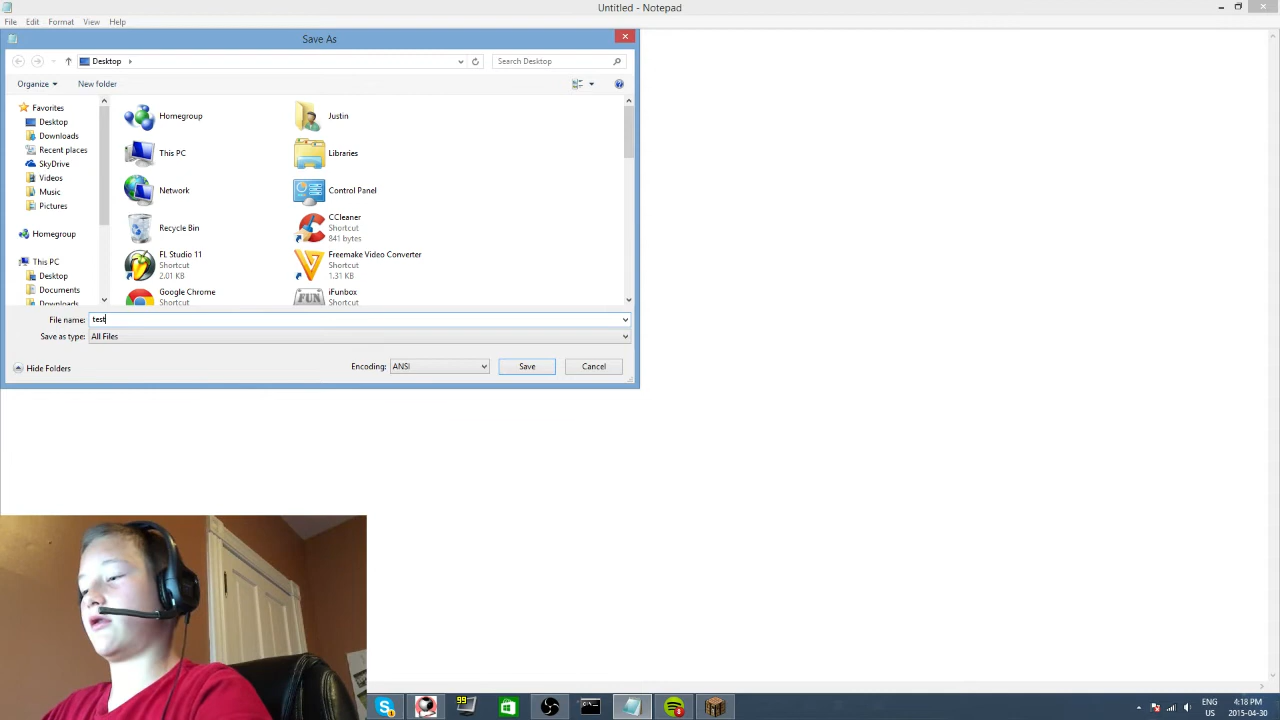 Untitled - Notepad
File Edit Format View Help
Save As
Desktop
Search Desktop
Organize New folder
Favorites
Desktop
Downloads
Recent places
SkyDrive
Videos
Music
Pictures
Homegroup
This PC
Desktop
Documents
Downloads
Homegroup
Justin
This PC
Libraries
Network
Control Panel
Recycle Bin
CCleaner
Shortcut
841 bytes
FL Studio 11
Shortcut
2.01 KB
Freemake Video Converter
Shortcut
1.31 KB
Google Chrome
Shortcut
FUN
iFunbox
Shortcut
File name: test
Save as type: All Files
Hide Folders
Encoding: ANSI
Save
Cancel
99
ENG
US
4:18 PM
2015-04-30